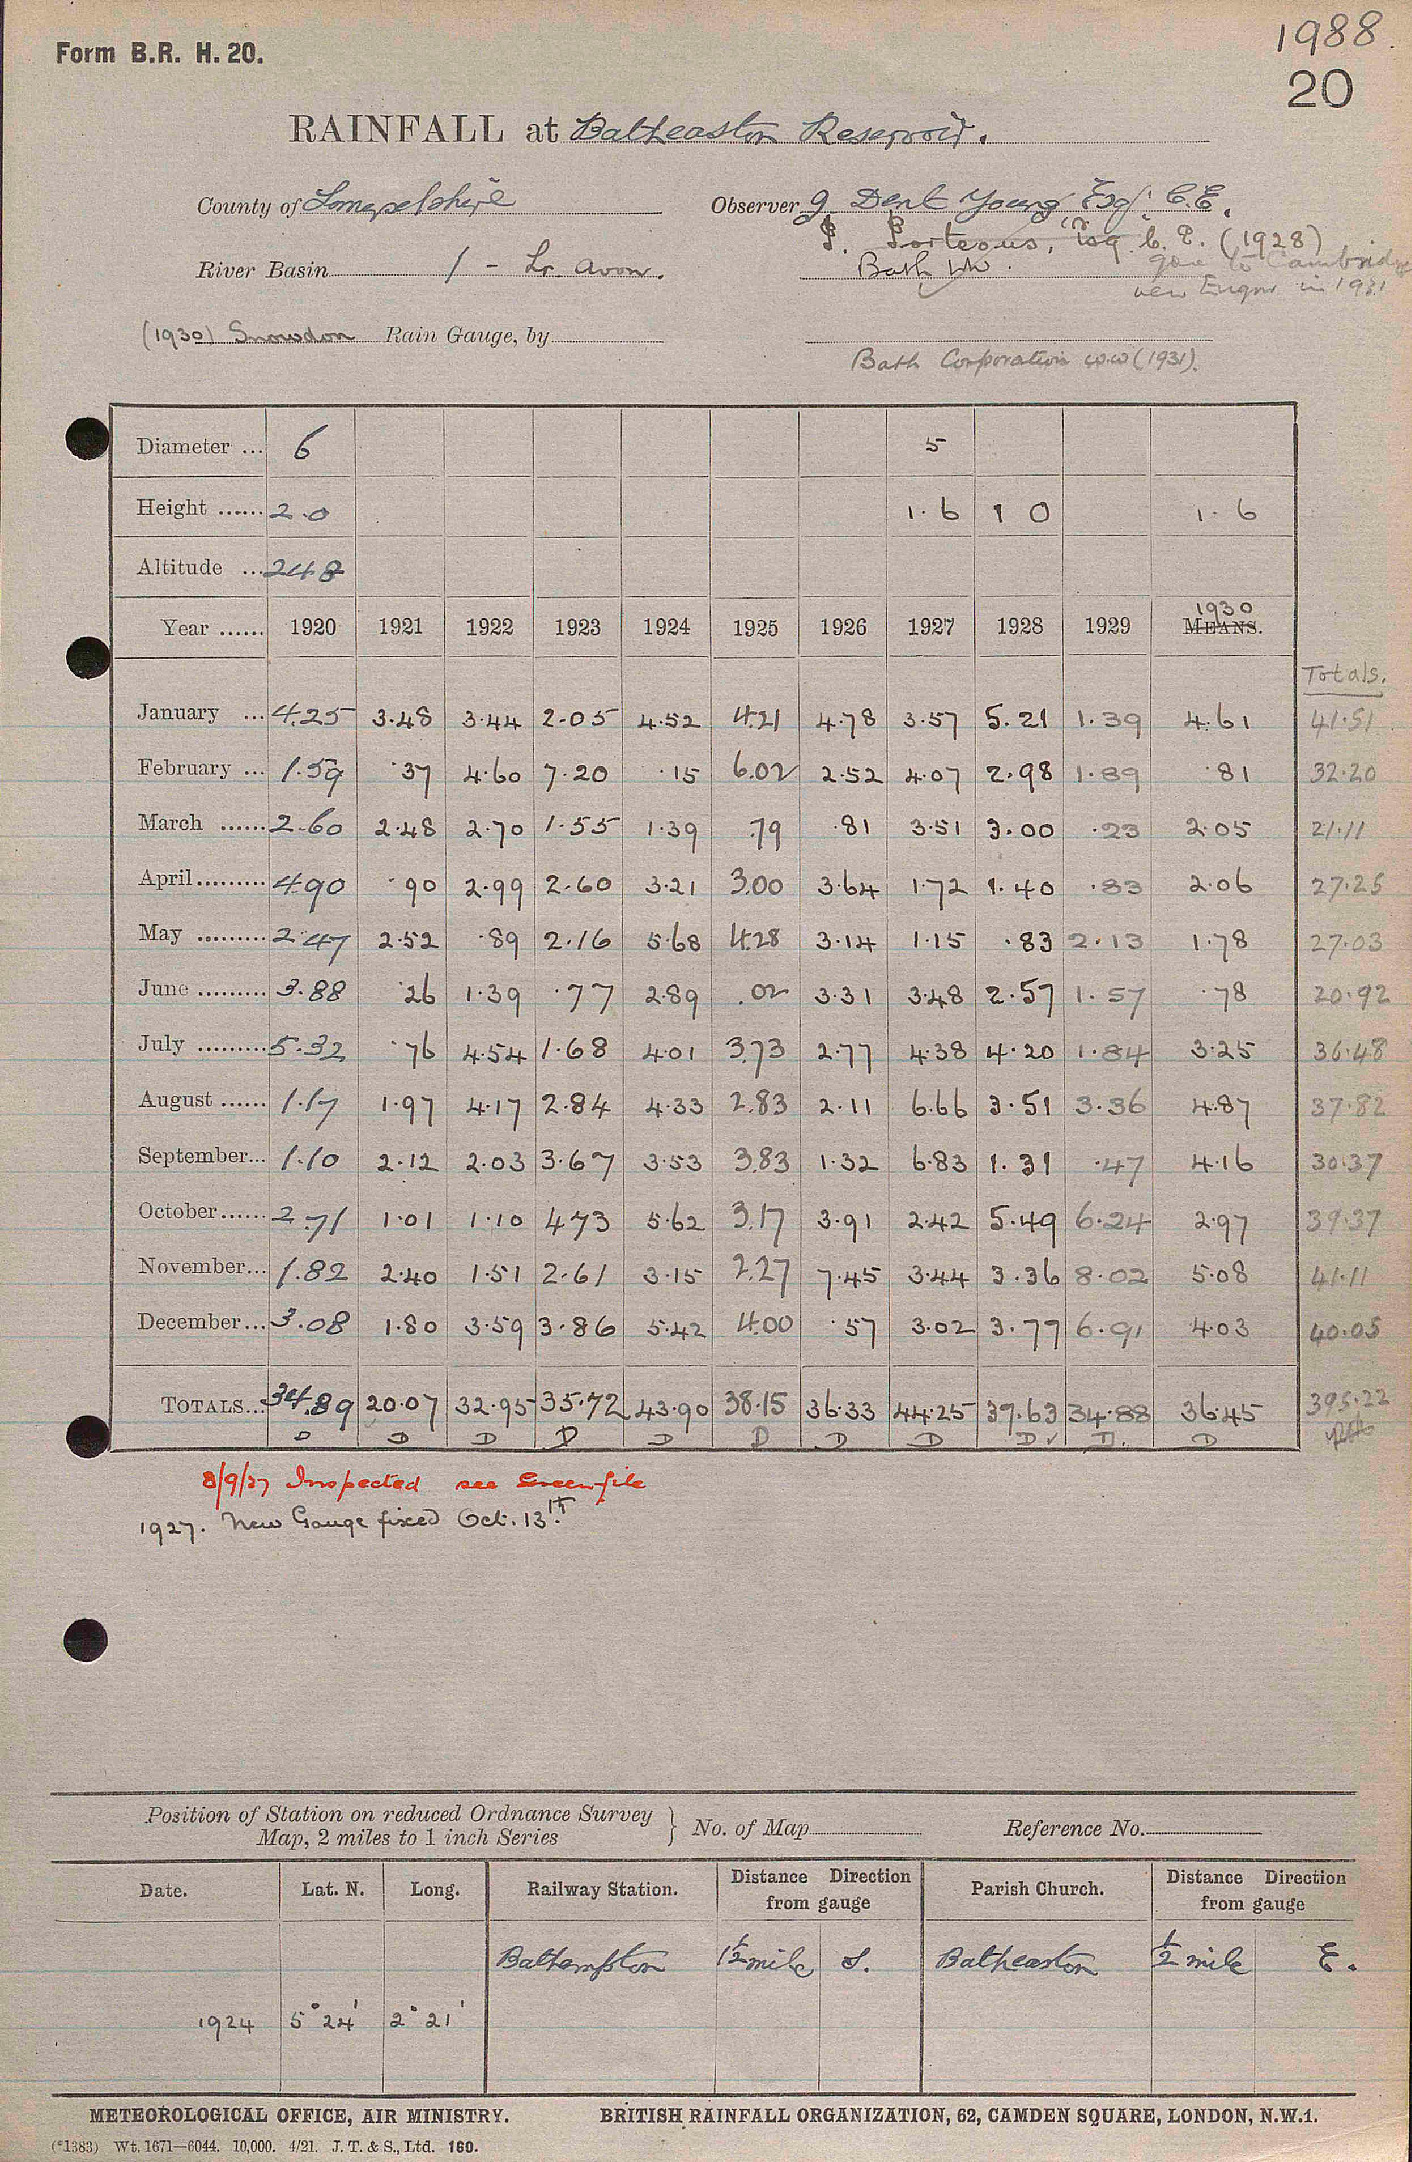 1988.
Form B.R. H. 20.
20
RAINFALL at Batheaston Reservoir.
County of Somersetshire Observer G Dent Young Esq. C.E.
P. Porteous, Esq. C.E. (1928)
River Basin 1 - Lr. Avon. Bath W. gone to Cambridge
new Engnr in 1931
(1930) Snowdon Rain Gauge, by
Bath Corporation W.W (1931).
Diameter ... 6 5
Height ...... 2.0 1.6 1 0 1.6
Altitude ... 248
Year ...... 1920 1921 1922 1923 1924 1925 1926 1927 1928 1929 1930 MEANS.
Totals.
January ... 4.25 3.48 3.44 2.05 4.52 4.21 4.78 3.57 5.21 1.39 4.61 41.51
February ... 1.59 .37 4.60 7.20 .15 6.02 2.52 4.07 2.98 1.89 .81 32.20
March ...... 2.60 2.48 2.70 1.55 1.39 .79 .81 3.51 3.00 .23 2.05 21.11
April ......... 4.90 .90 2.99 2.60 3.21 3.00 3.64 1.72 1.40 .83 2.06 27.25
May ......... 2.47 2.52 .89 2.16 5.68 4.28 3.14 1.15 .83 2.13 1.78 27.03
June ......... 3.88 .26 1.39 .77 2.89 .02 3.31 3.48 2.57 1.57 .78 20.92
July ......... 5.32 .76 4.54 1.68 4.01 3.73 2.77 4.38 4.20 1.84 3.25 36.48
August ...... 1.17 1.97 4.17 2.84 4.33 2.83 2.11 6.66 3.51 3.36 4.87 37.82
September... 1.10 2.12 2.03 3.67 3.53 3.83 1.32 6.83 1.31 .47 4.16 30.37
October...... 2.71 1.01 1.10 4.73 5.62 3.17 3.91 2.42 5.49 6.24 2.97 39.37
November... 1.82 2.40 1.51 2.61 3.15 2.27 7.45 3.44 3.36 8.02 5.08 41.11
December... 3.08 1.80 3.59 3.86 5.42 4.00 .57 3.02 3.77 6.91 4.03 40.05
TOTALS... 34.89 20.07 32.95 35.72 43.90 38.15 36.33 44.25 37.63 34.88 36.45 395.22
D D D D D D D D D ✓ D. D
8/9/27 Inspected see Green file
1927. New Gauge fixed Oct. 13th.
Position of Station on reduced Ordnance Survey
Map, 2 miles to 1 inch Series } No. of Map Reference No.
Date. Lat. N. Long. Railway Station. Distance Direction from gauge Parish Church. Distance Direction from gauge
Bathampton 1½ mile S. Batheaston ½ mile E.
1924 5° 24' 2° 21'
METEOROLOGICAL OFFICE, AIR MINISTRY. BRITISH RAINFALL ORGANIZATION, 62, CAMDEN SQUARE, LONDON, N.W.1.
(*1383) Wt. 1671—6044. 10,000. 4/21. J. T. & S., Ltd. 160.